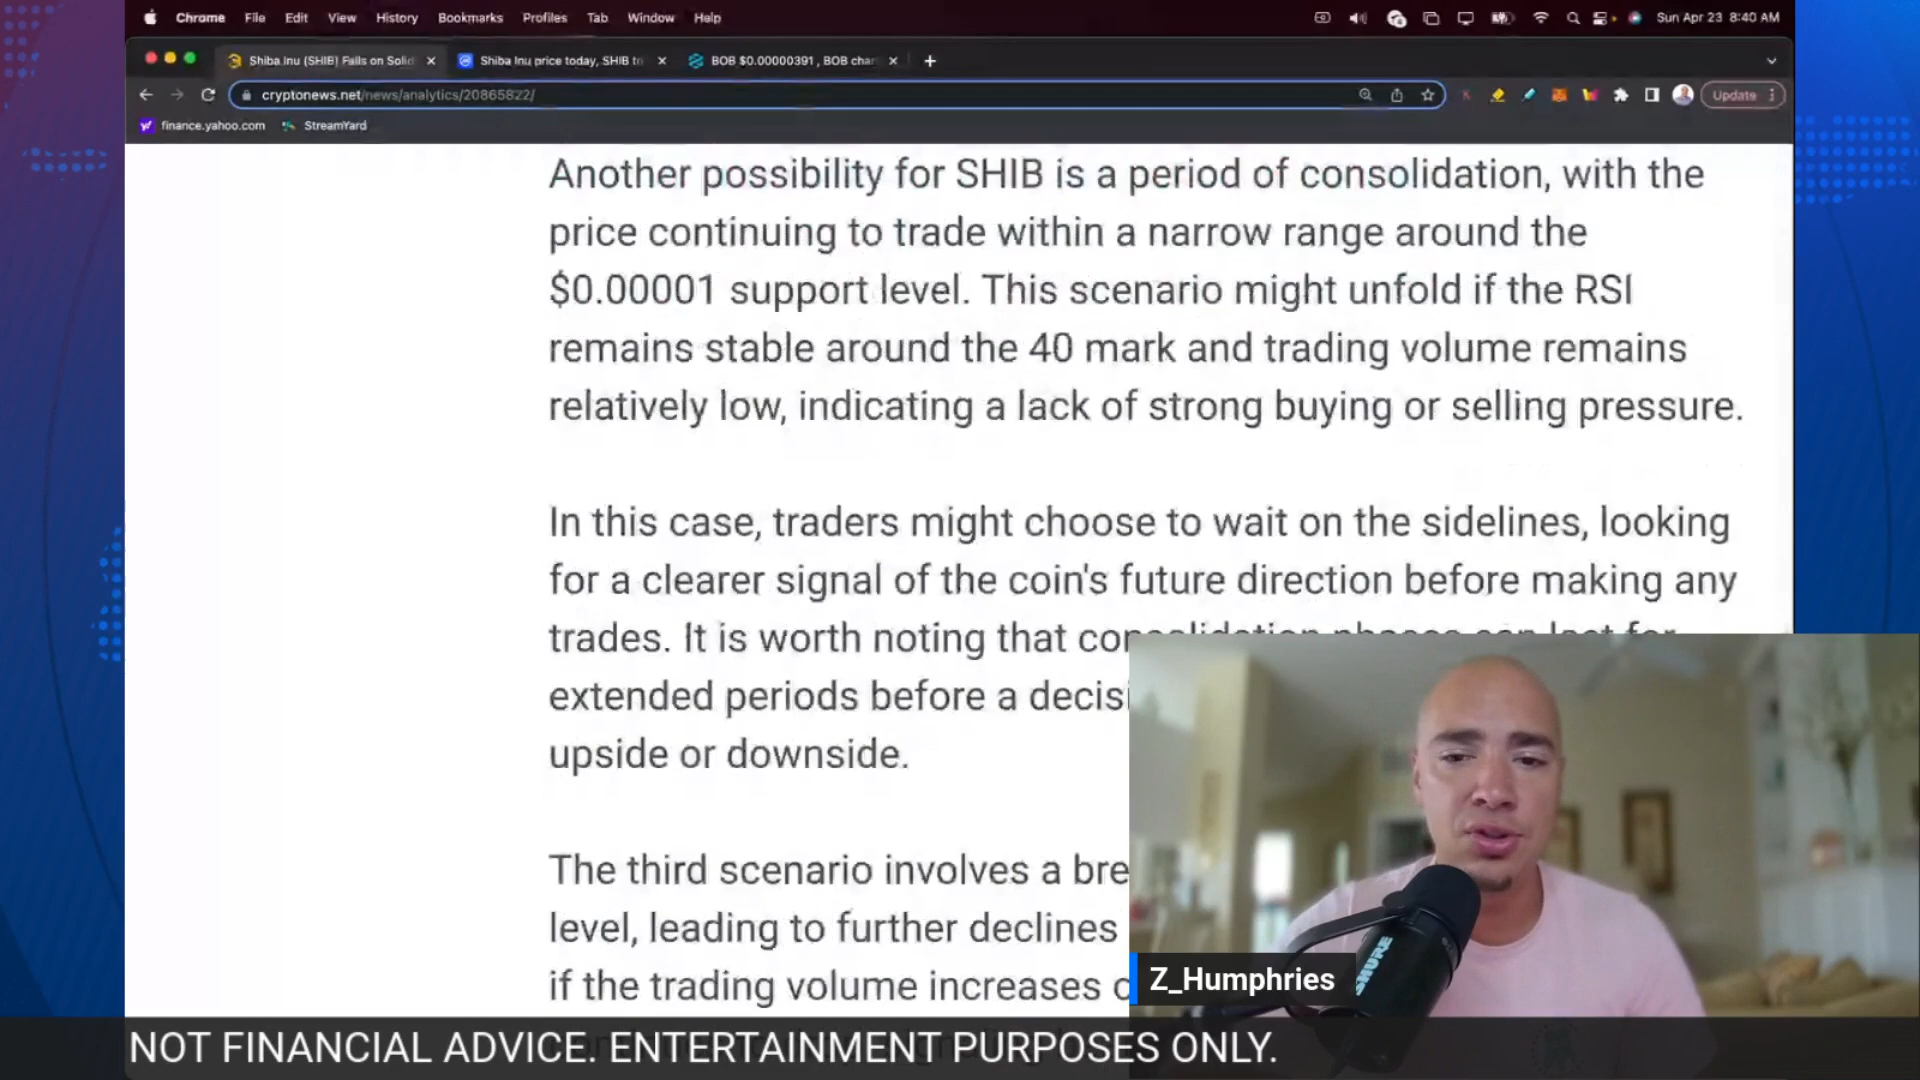 Chrome File Edit View History Bookmarks Profiles Tab Window Help Sun Apr 23 8:40 AM
Shiba Inu (SHIB) Falls on Solid Shiba Inu price today, SHIB to BOB $0.00000391 , BOB char
cryptonews.net/news/analytics/20865822/ Update
finance.yahoo.com StreamYard
Another possibility for SHIB is a period of consolidation, with the
price continuing to trade within a narrow range around the
$0.00001 support level. This scenario might unfold if the RSI
remains stable around the 40 mark and trading volume remains
relatively low, indicating a lack of strong buying or selling pressure.
In this case, traders might choose to wait on the sidelines, looking
for a clearer signal of the coin's future direction before making any
trades. It is worth noting that consolidation phases can last for
extended periods before a decisi
upside or downside.
The third scenario involves a bre
level, leading to further declines
if the trading volume increases
SHURE
Z_Humphries
NOT FINANCIAL ADVICE. ENTERTAINMENT PURPOSES ONLY.